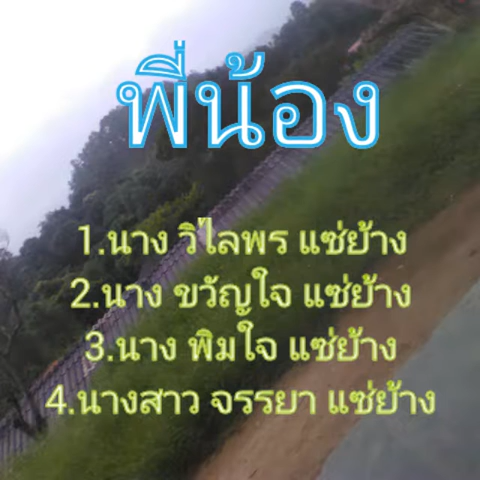 พี่น้อง
1.นาง วิไลพร แซ่ย้าง
2.นาง ขวัญใจ แซ่ย้าง
3.นาง พิมใจ แซ่ย้าง
4.นางสาว จรรยา แซ่ย้าง